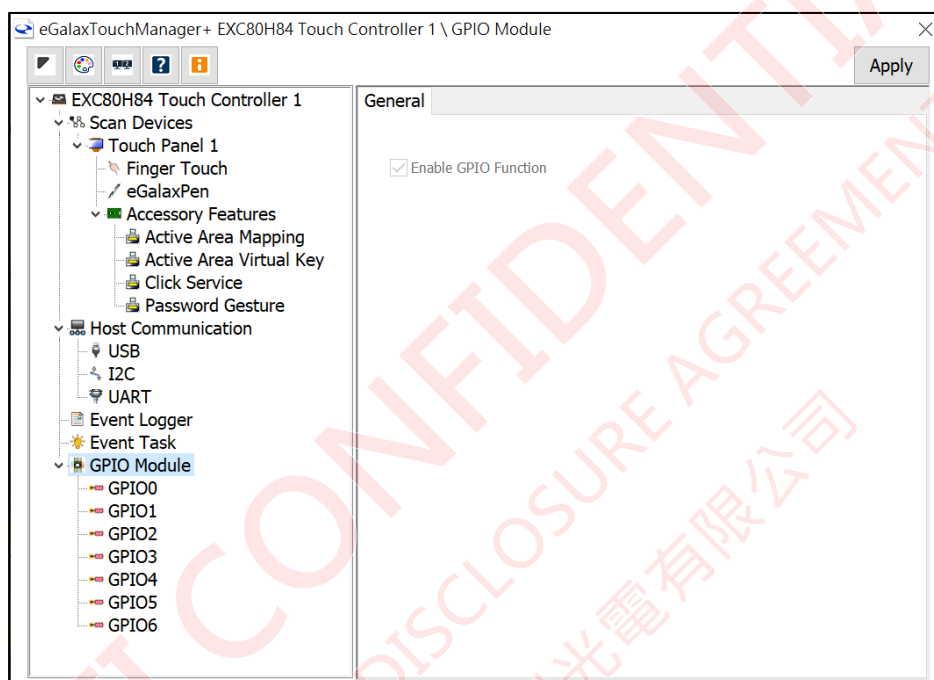 eGalaxTouchManager+ EXC80H84 Touch Controller 1 \ GPIO Module
Apply
EXC80H84 Touch Controller 1
Scan Devices
Touch Panel 1
Finger Touch
eGalaxPen
Accessory Features
Active Area Mapping
Active Area Virtual Key
Click Service
Password Gesture
Host Communication
USB
I2C
UART
Event Logger
Event Task
GPIO Module
GPIO0
GPIO1
GPIO2
GPIO3
GPIO4
GPIO5
GPIO6
General
Enable GPIO Function
CONFIDENTIA
DISCLOSURE AGREEMENT
光電有限公司